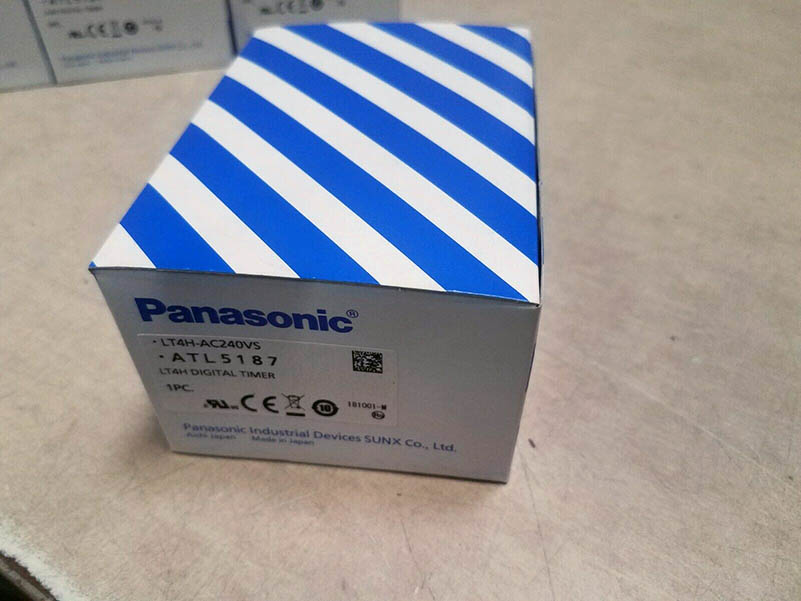 Panasonic®
・LT4H-AC240VS
・ATL5187
LT4H DIGITAL TIMER
1PC.
CE 10 181001-M
Panasonic Industrial Devices SUNX Co., Ltd.
Aichi Japan Made in Japan